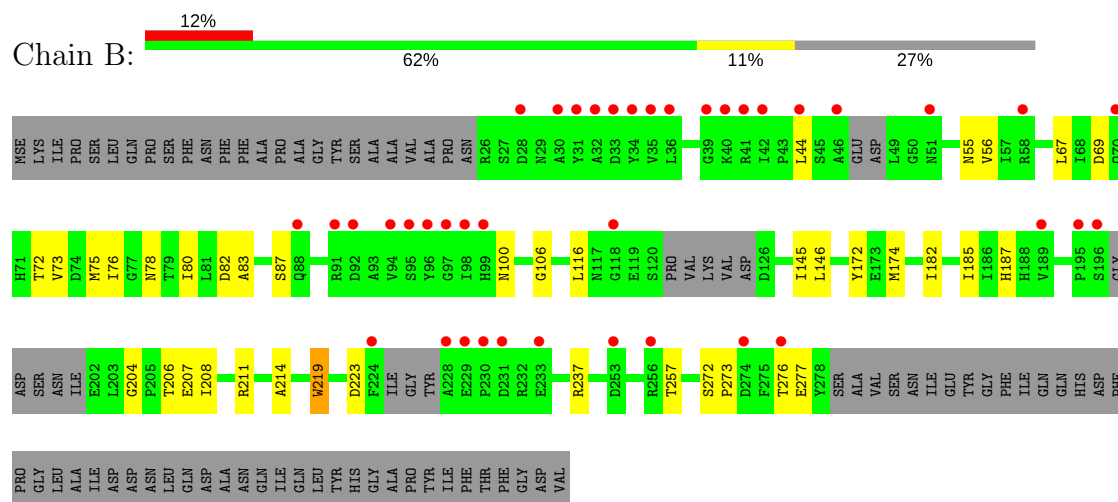 12%
Chain B:
62% 11% 27%
MSE LYS ILE PRO SER LEU GLN PRO SER PHE ASN PHE PHE ALA PRO ALA GLY TYR SER ALA ALA VAL ALA PRO ASN R26 S27 D28 N29 A30 Y31 A32 D33 Y34 V35 L36 G39 K40 R41 I42 P43 L44 S45 A46 GLU ASP L49 G50 N51 N55 V56 I57 R58 L67 I68 D69 Q70
H71 T72 V73 D74 M75 I76 G77 N78 T79 I80 L81 D82 A83 S87 Q88 R91 D92 A93 V94 S95 Y96 G97 I98 H99 N100 G106 L116 N117 G118 E119 S120 PRO VAL LYS VAL ASP D126 I145 L146 Y172 E173 M174 I182 I185 I186 H187 H188 V189 P195 S196 GLY
ASP SER ASN ILE E202 L203 G204 P205 T206 E207 I208 R211 A214 W219 D223 F224 ILE GLY TYR A228 E229 P230 D231 R232 E233 R237 D253 R256 T257 S272 P273 D274 F275 T276 E277 Y278 SER ALA VAL SER ASN ILE GLU TYR GLY PHE ILE GLN GLN HIS ASP PHE
PRO GLY LEU ALA ILE ASP ASP ASN LEU GLN ASP ALA ASN GLN ILE GLN LEU TYR HIS GLY ALA PRO TYR ILE PHE THR PHE GLY ASP VAL